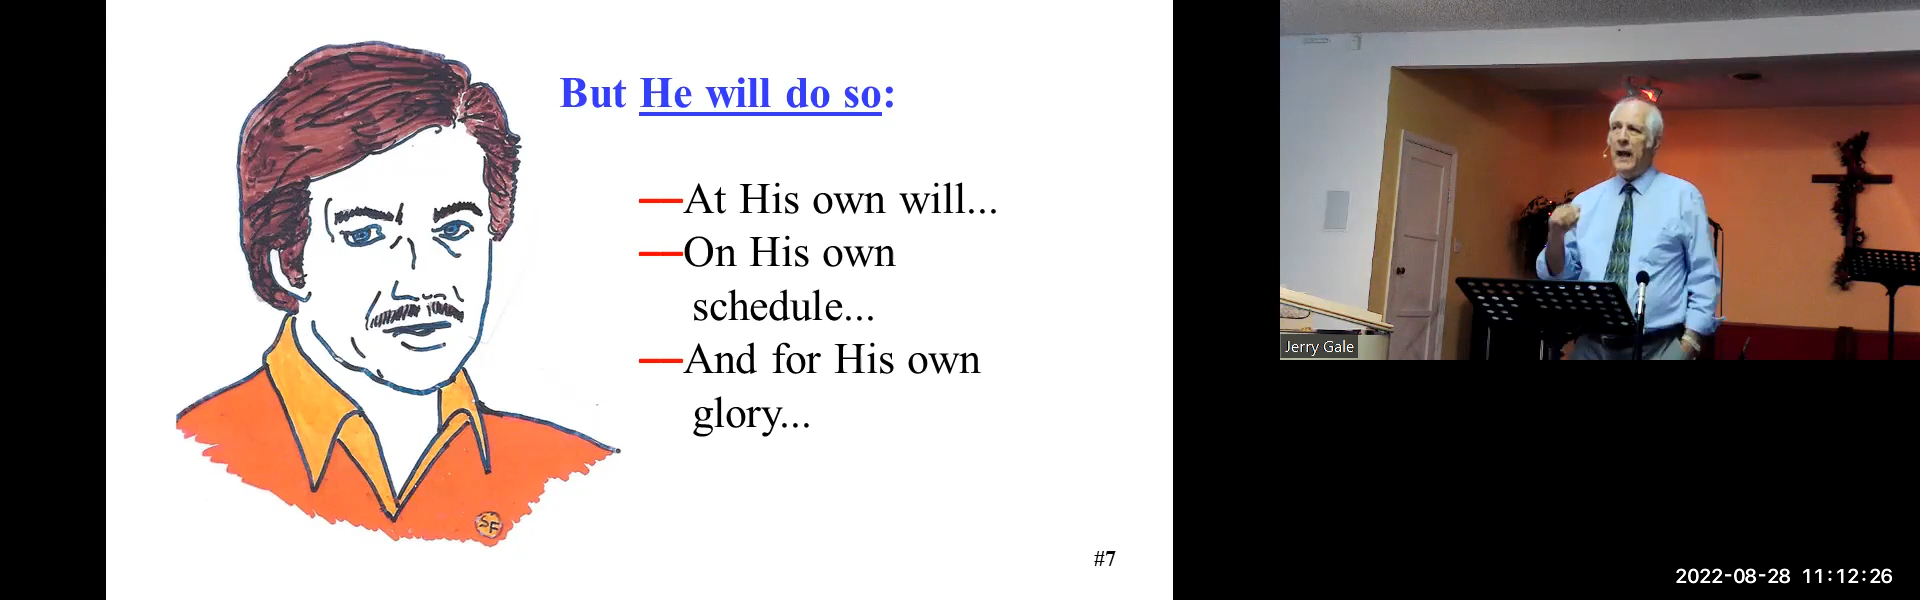 But He will do so:
—At His own will...
—On His own
schedule...
—And for His own
glory...
SF
#7
Jerry Gale
2022-08-28 11:12:26